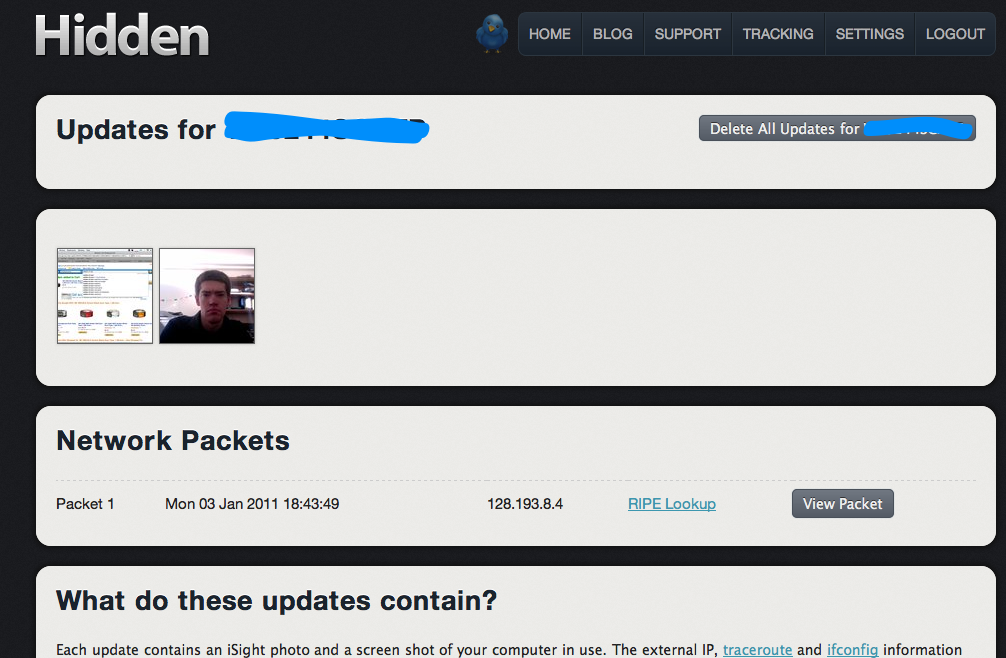 Hidden
HOME BLOG SUPPORT TRACKING SETTINGS LOGOUT
Updates for
Delete All Updates for
Network Packets
Packet 1 Mon 03 Jan 2011 18:43:49 128.193.8.4 RIPE Lookup View Packet
What do these updates contain?
Each update contains an iSight photo and a screen shot of your computer in use. The external IP, traceroute and ifconfig information